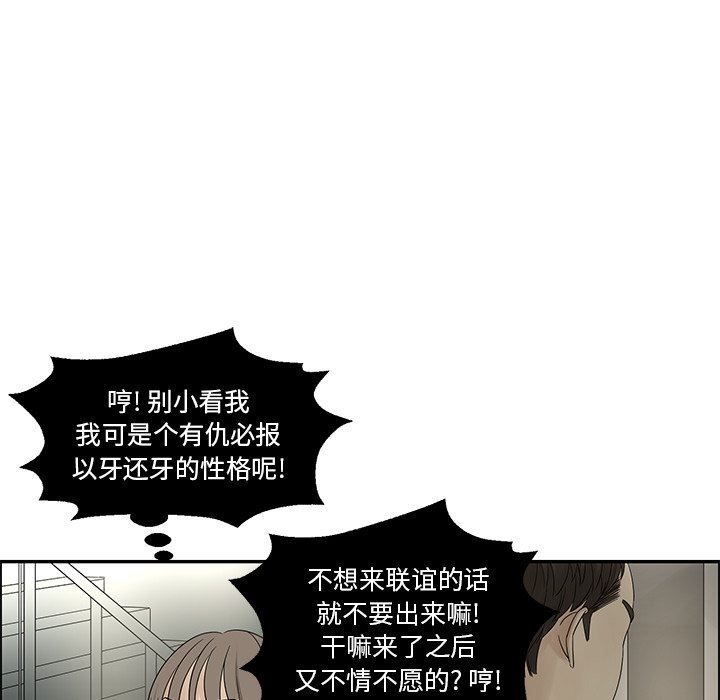 哼! 别小看我
我可是个有仇必报
以牙还牙的性格呢!
不想来联谊的话
就不要出来嘛!
干嘛来了之后
又不情不愿的? 哼!